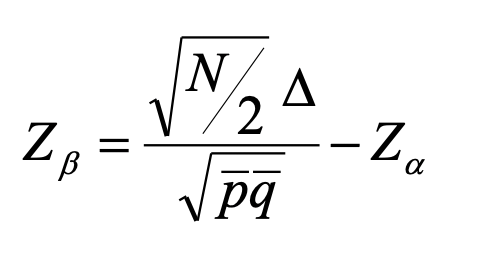 Z_β = √(N/2) Δ / √(p̅q̅) − Z_α